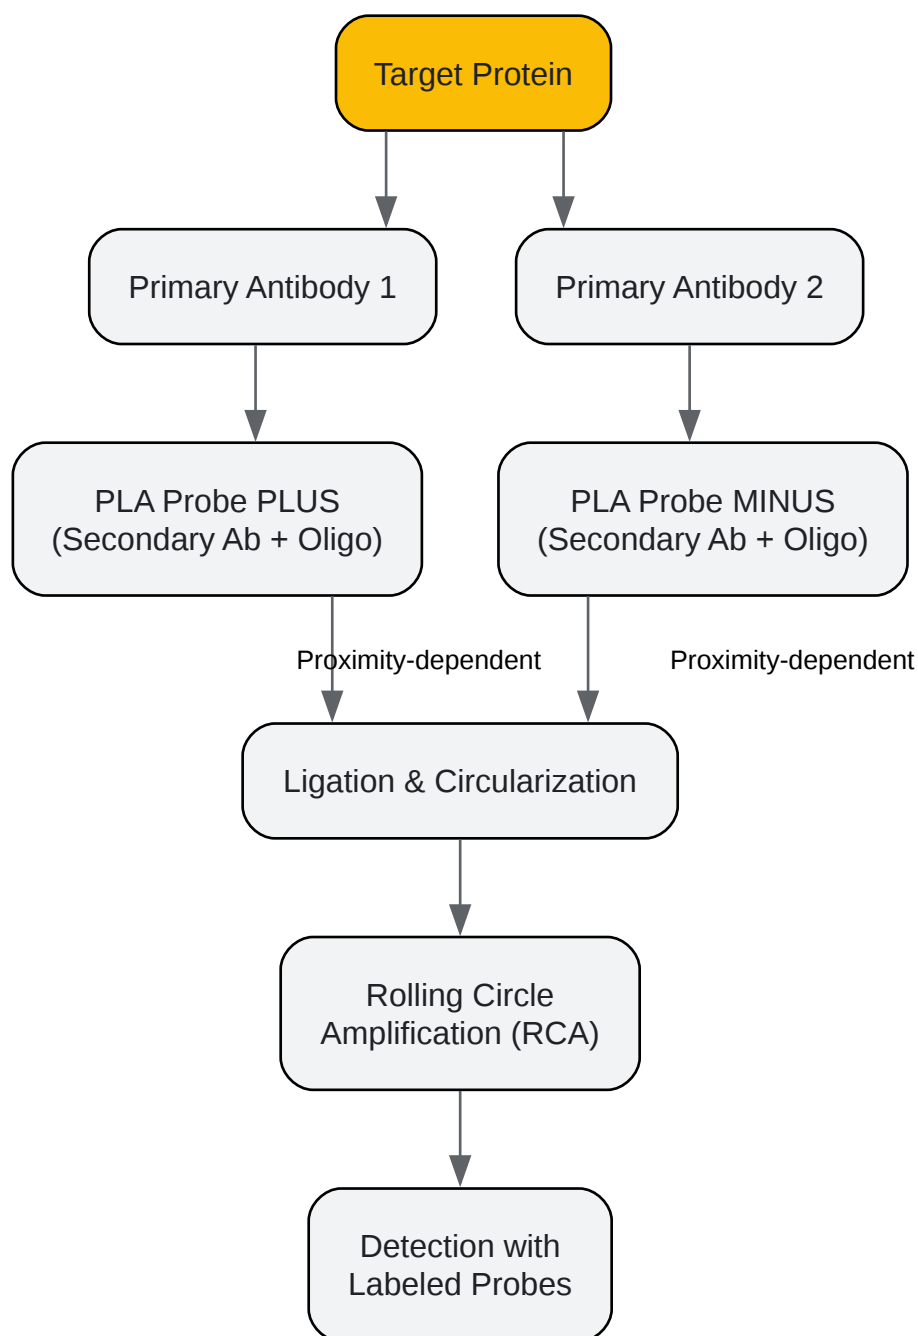 Target Protein
Primary Antibody 1
Primary Antibody 2
PLA Probe PLUS
(Secondary Ab + Oligo)
PLA Probe MINUS
(Secondary Ab + Oligo)
Proximity-dependent
Proximity-dependent
Ligation & Circularization
Rolling Circle
Amplification (RCA)
Detection with
Labeled Probes